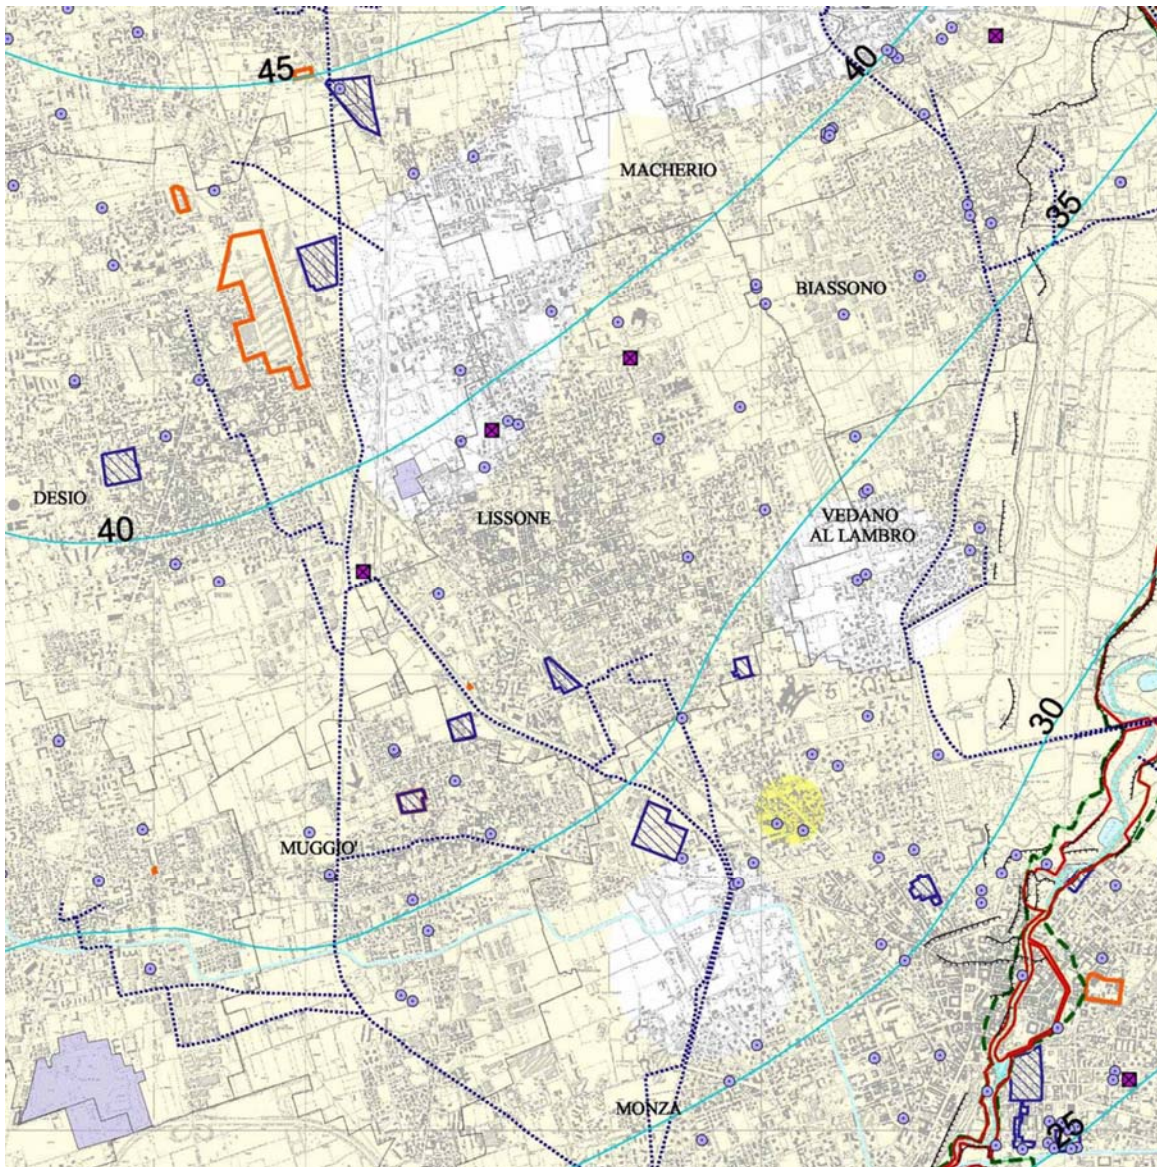 45
40
MACHERIO
35
BIASSONO
DESIO
40
LISSONE
VEDANO
AL LAMBRO
30
MUGGIO'
MONZA
25